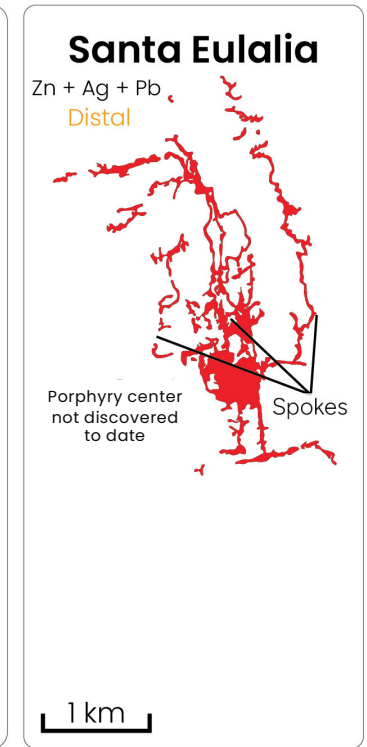 Santa Eulalia
Zn + Ag + Pb
Distal
Porphyry center
not discovered
to date
Spokes
1 km